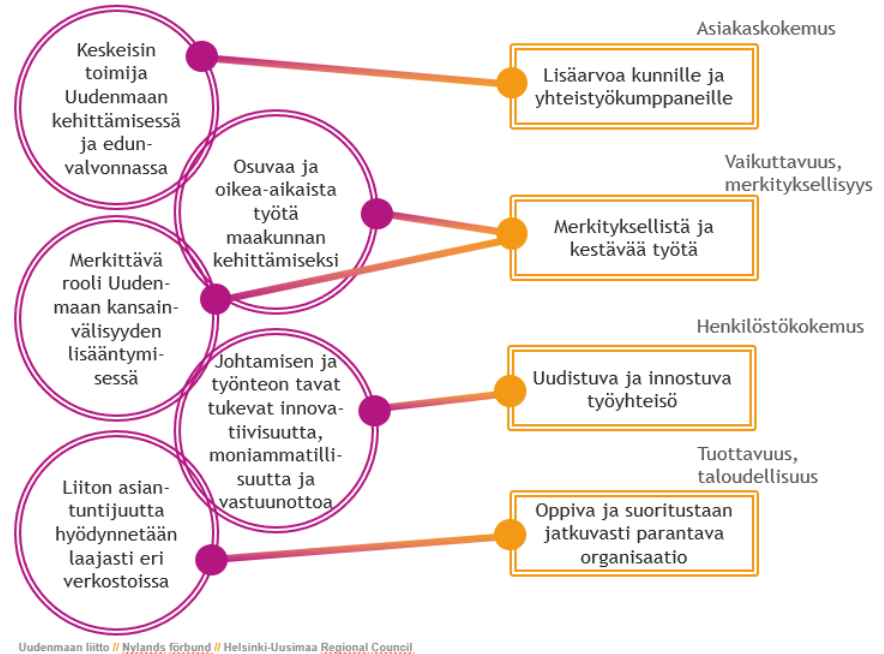 Keskeisin
toimija
Uudenmaan
kehittämisessä
ja edun-
valvonnassa
Osuvaa ja
oikea-aikaista
työtä
maakunnan
kehittämiseksi
Merkittävä
rooli Uuden-
maan kansain-
välisyyden
lisääntymi-
sessä
Johtamisen ja
työnteon tavat
tukevat innova-
tiivisuutta,
moniammatilli-
suutta ja
vastuunottoa
Liiton asian-
tuntijuutta
hyödynnetään
laajasti eri
verkostoissa
Asiakaskokemus
Lisäarvoa kunnille ja
yhteistyökumppaneille
Vaikuttavuus,
merkityksellisyys
Merkityksellistä ja
kestävää työtä
Henkilöstökokemus
Uudistuva ja innostuva
työyhteisö
Tuottavuus,
taloudellisuus
Oppiva ja suoritustaan
jatkuvasti parantava
organisaatio
Uudenmaan liitto // Nylands förbund // Helsinki-Uusimaa Regional Council